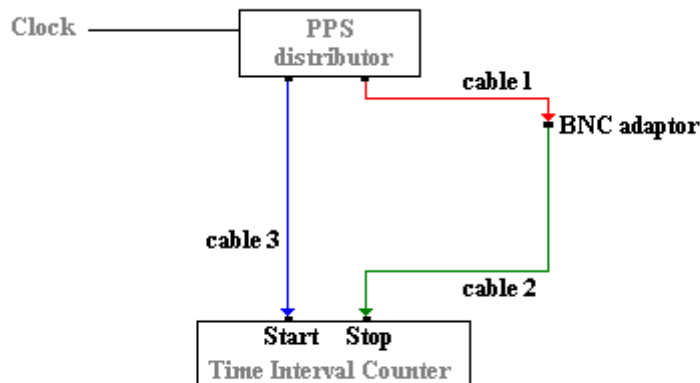 Clock
PPS
distributor
cable 1
BNC adaptor
cable 3
cable 2
Start Stop
Time Interval Counter